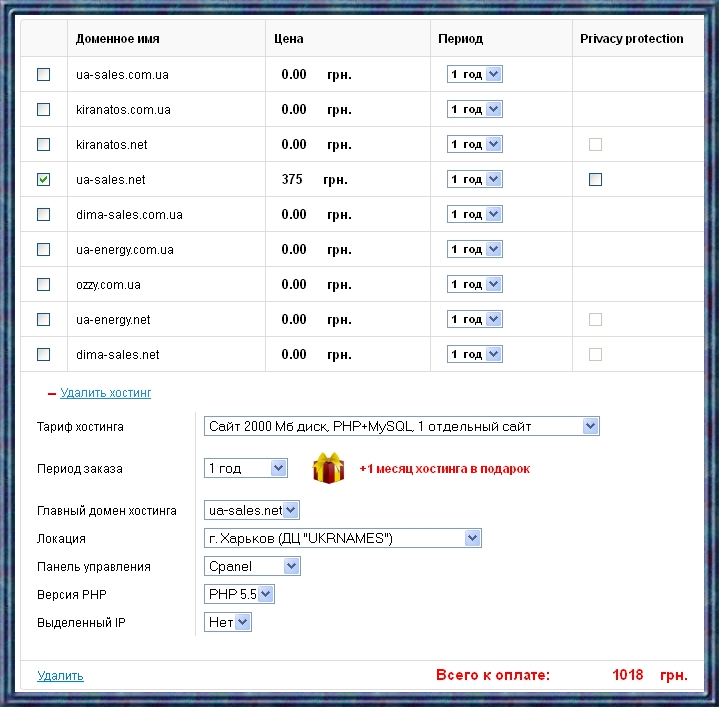 Доменное имя Цена Период Privacy protection
ua-sales.com.ua 0.00 грн. 1 год
kiranatos.com.ua 0.00 грн. 1 год
kiranatos.net 0.00 грн. 1 год
ua-sales.net 375 грн. 1 год
dima-sales.com.ua 0.00 грн. 1 год
ua-energy.com.ua 0.00 грн. 1 год
ozzy.com.ua 0.00 грн. 1 год
ua-energy.net 0.00 грн. 1 год
dima-sales.net 0.00 грн. 1 год
Удалить хостинг
Тариф хостинга Сайт 2000 Мб диск, PHP+MySQL, 1 отдельный сайт
Период заказа 1 год +1 месяц хостинга в подарок
Главный домен хостинга ua-sales.net
Локация г. Харьков (ДЦ "UKRNAMES")
Панель управления Cpanel
Версия PHP PHP 5.5
Выделенный IP Нет
Удалить Всего к оплате: 1018 грн.